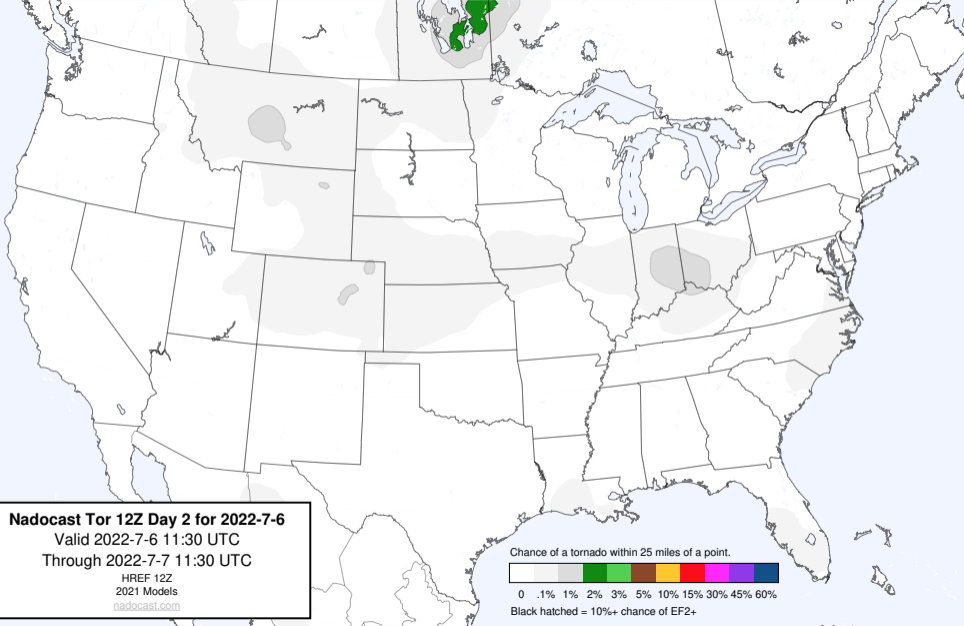 Nadocast Tor 12Z Day 2 for 2022-7-6
Valid 2022-7-6 11:30 UTC
Through 2022-7-7 11:30 UTC
HREF 12Z
2021 Models
nadocast.com
Chance of a tornado within 25 miles of a point.
0 .1% 1% 2% 3% 5% 10% 15% 30% 45% 60%
Black hatched = 10%+ chance of EF2+